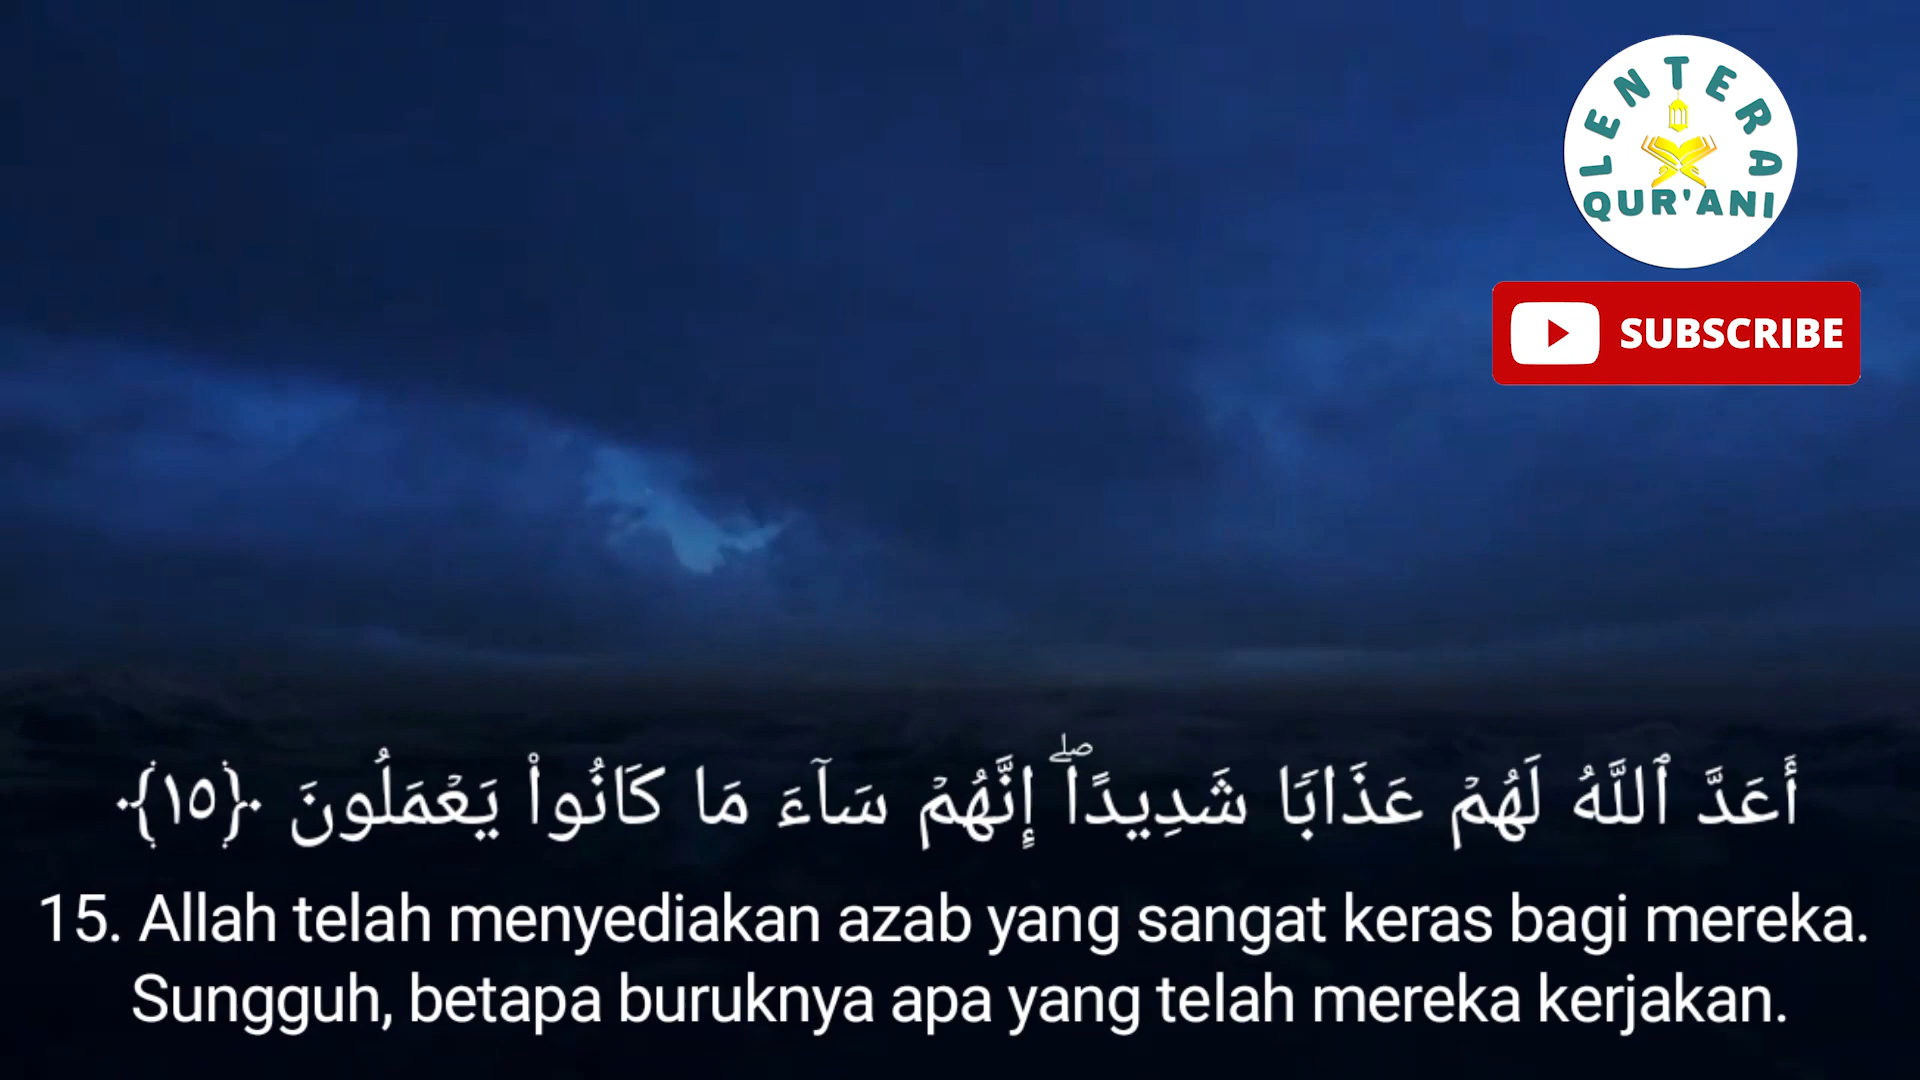 LENTERA
QUR'ANI
SUBSCRIBE
أَعَدَّ ٱللَّهُ لَهُمْ عَذَابًا شَدِيدًا ۖ إِنَّهُمْ سَآءَ مَا كَانُوا۟ يَعْمَلُونَ ﴿١٥﴾
15. Allah telah menyediakan azab yang sangat keras bagi mereka.
Sungguh, betapa buruknya apa yang telah mereka kerjakan.